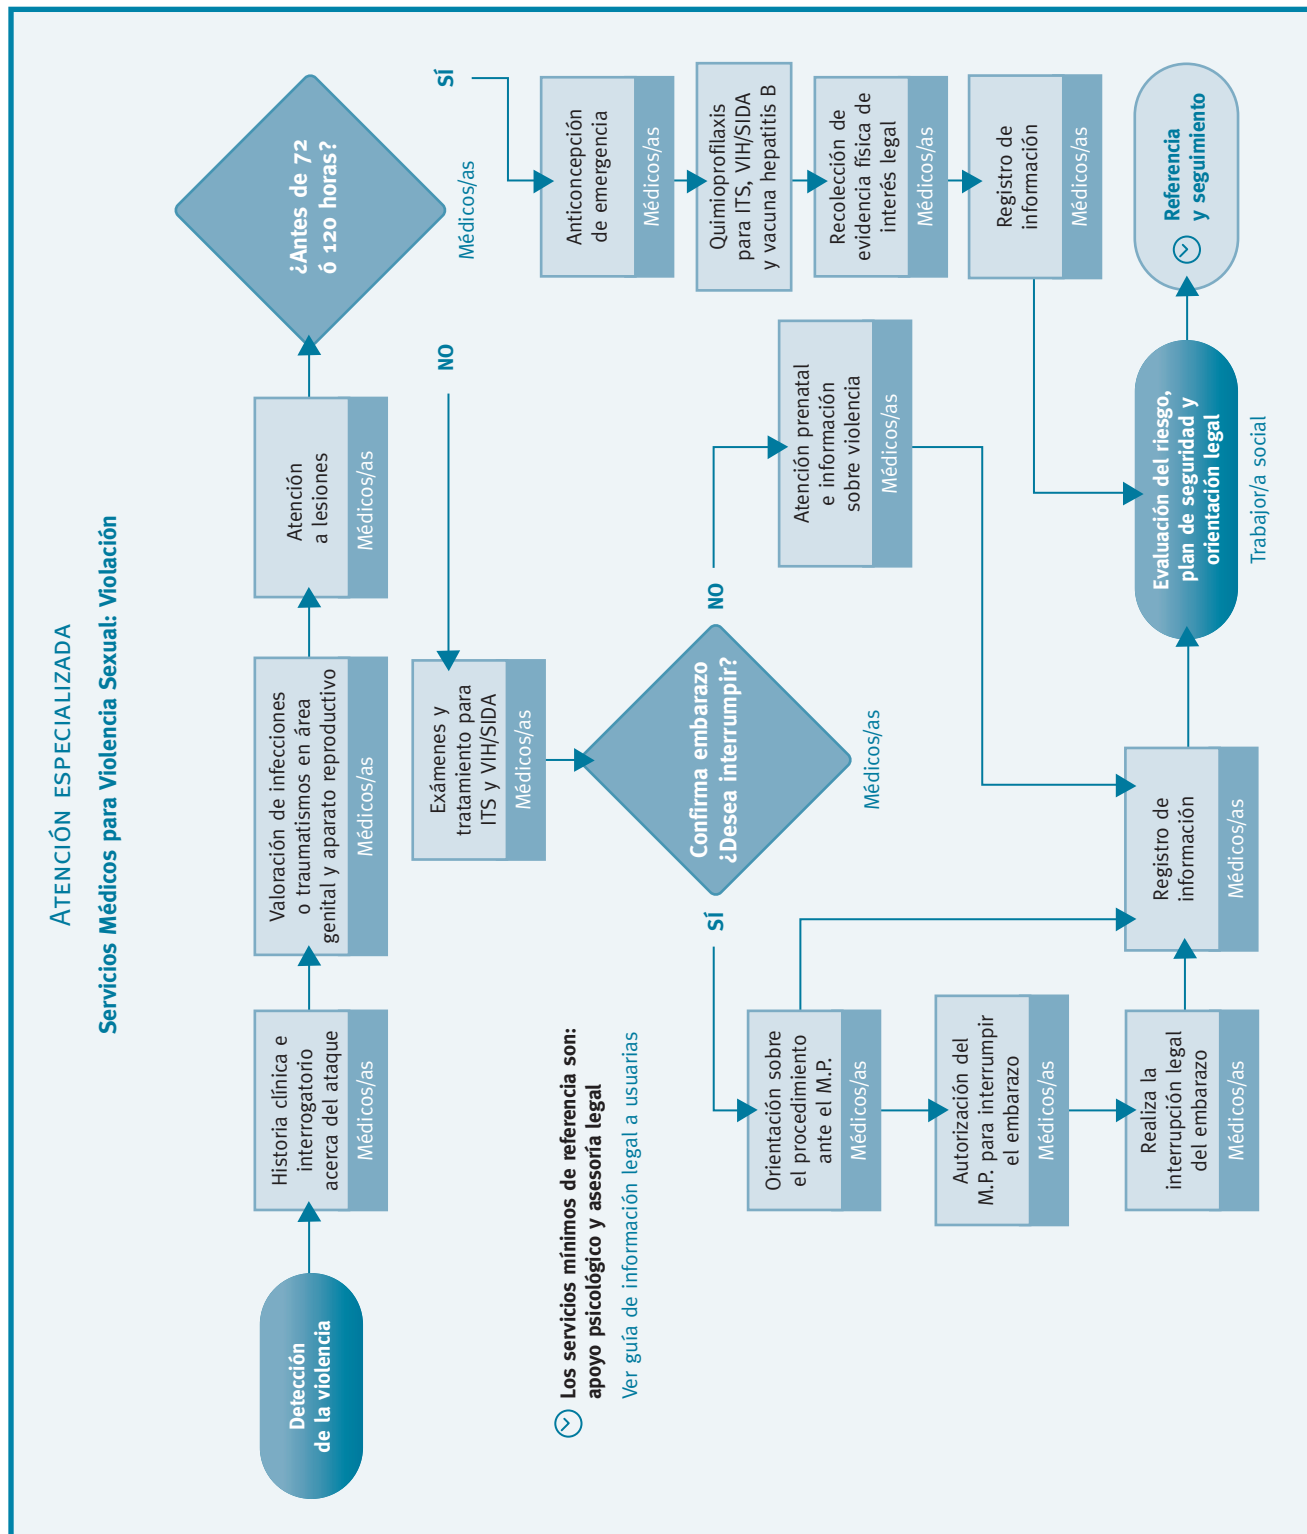 ATENCIÓN ESPECIALIZADA
Servicios Médicos para Violencia Sexual: Violación
Detección
de la violencia
Historia clínica e
interrogatorio
acerca del ataque
Médicos/as
Valoración de infecciones
o traumatismos en área
genital y aparato reproductivo
Médicos/as
Atención
a lesiones
Médicos/as
¿Antes de 72
ó 120 horas?
Médicos/as
SÍ
NO
Anticoncepción
de emergencia
Médicos/as
Quimioprofilaxis
para ITS, VIH/SIDA
y vacuna hepatitis B
Recolección de
evidencia física de
interés legal
Médicos/as
Registro de
información
Médicos/as
Exámenes y
tratamiento para
ITS y VIH/SIDA
Médicos/as
Confirma embarazo
¿Desea interrumpir?
Médicos/as
SÍ
NO
Atención prenatal
e información
sobre violencia
Médicos/as
Orientación sobre
el procedimiento
ante el M.P.
Médicos/as
Autorización del
M.P. para interrumpir
el embarazo
Médicos/as
Realiza la
interrupción legal
del embarazo
Médicos/as
Registro de
información
Médicos/as
Evaluación del riesgo,
plan de seguridad y
orientación legal
Trabajor/a social
Referencia
y seguimiento
Los servicios mínimos de referencia son:
apoyo psicológico y asesoría legal
Ver guía de información legal a usuarias